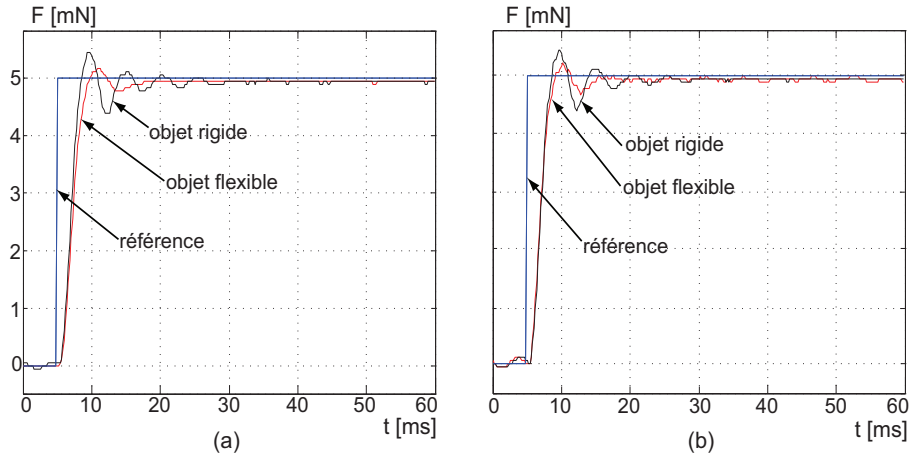 F [mN]
5
4
3
2
1
0
objet rigide
objet flexible
référence
0 10 20 30 40 50 60
t [ms]
(a)
F [mN]
objet rigide
objet flexible
référence
0 10 20 30 40 50 60
t [ms]
(b)